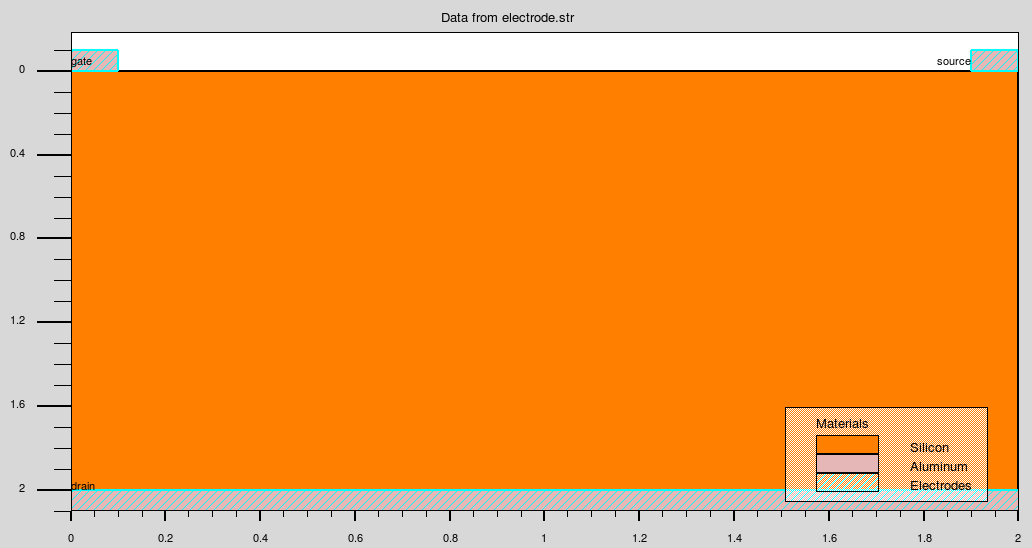 Data from electrode.str
gate
source
0
0.4
0.8
1.2
1.6
Materials
Silicon
Aluminum
Electrodes
drain
2
0 0.2 0.4 0.6 0.8 1 1.2 1.4 1.6 1.8 2